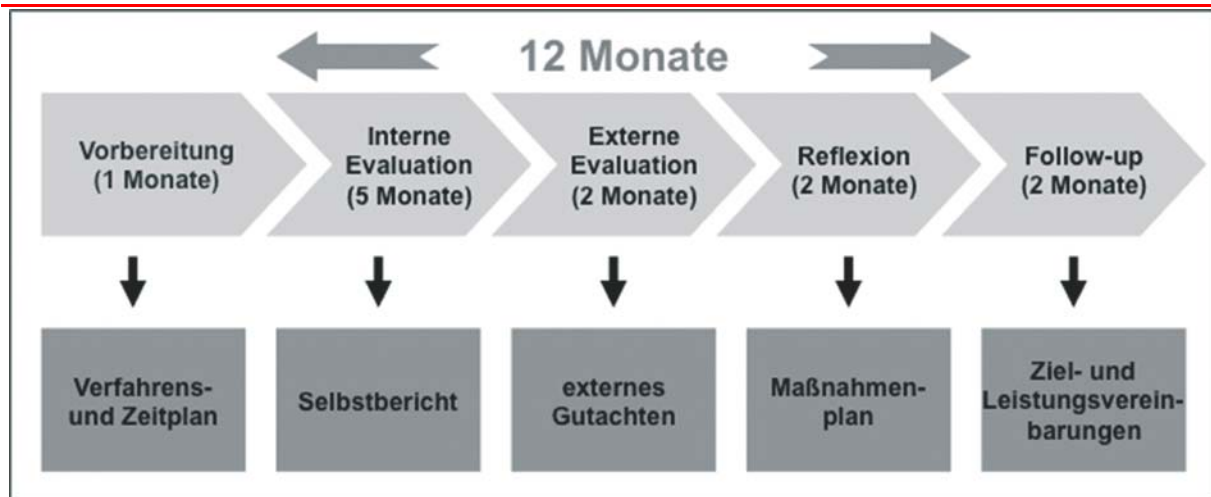 12 Monate
Vorbereitung
(1 Monate)
Interne
Evaluation
(5 Monate)
Externe
Evaluation
(2 Monate)
Reflexion
(2 Monate)
Follow-up
(2 Monate)
Verfahrens-
und Zeitplan
Selbstbericht
externes
Gutachten
Maßnahmen-
plan
Ziel- und
Leistungsverein-
barungen